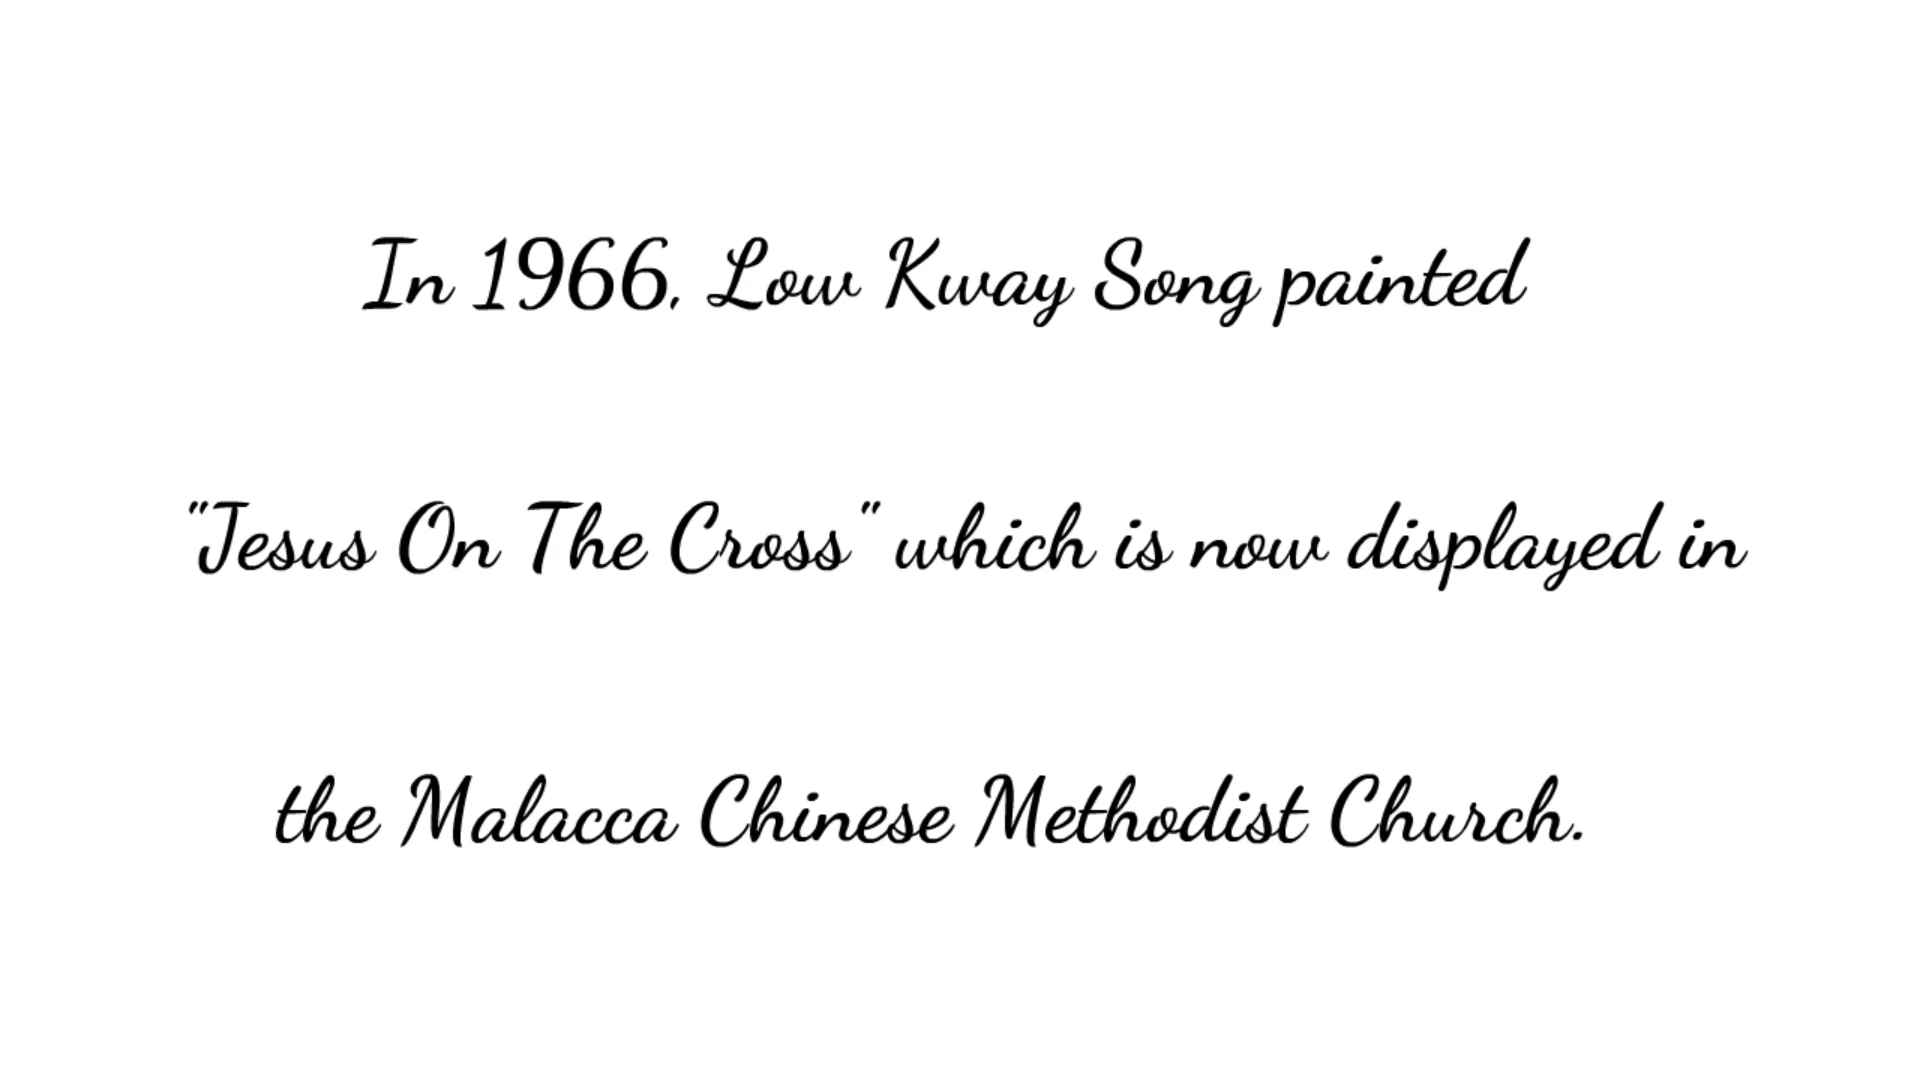 In 1966, Low Kway Song painted
"Jesus On The Cross" which is now displayed in
the Malacca Chinese Methodist Church.